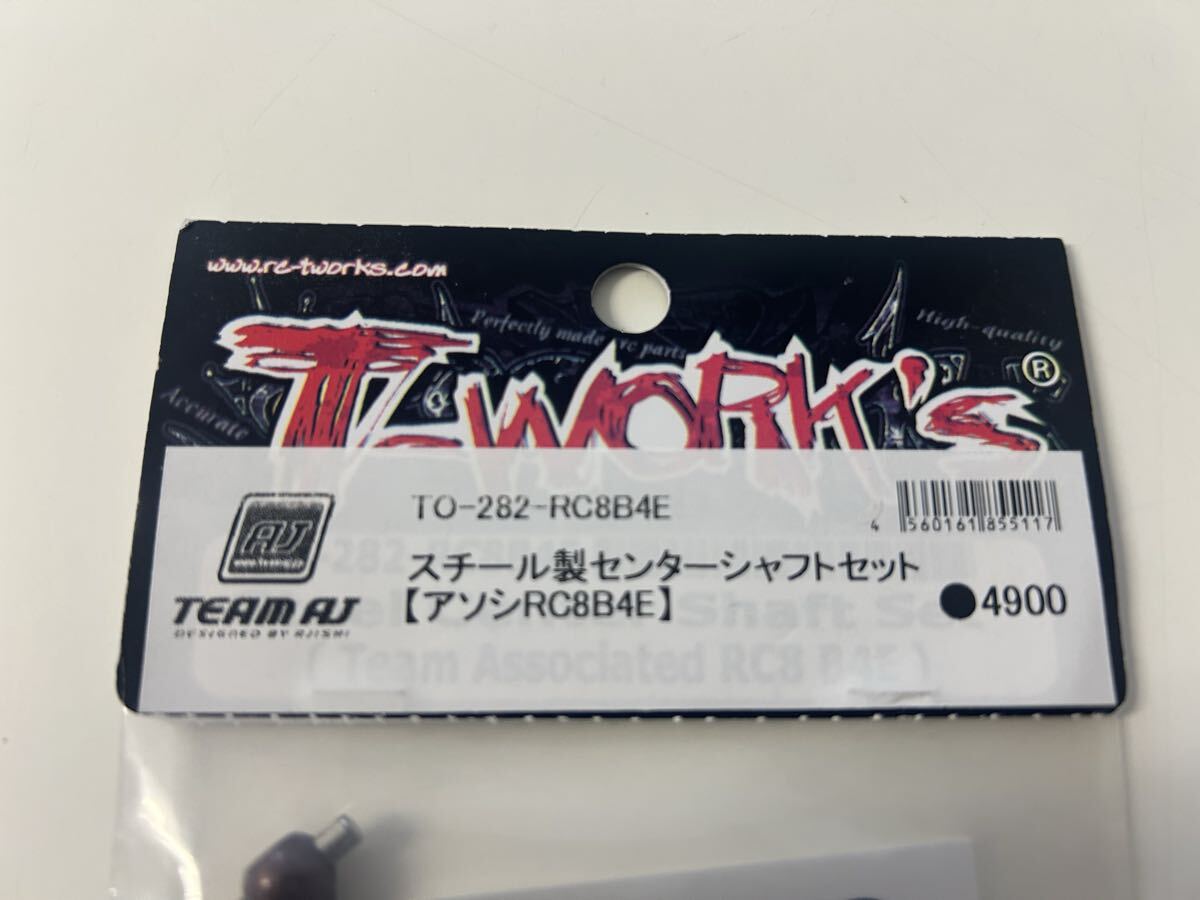 www.rc-tworks.com
Perfectly made rc parts
High-quality
Accurate
T-WORK's®
AJ
TEAM AJ
DESIGNED BY AJISHI
TO-282-RC8B4E
4 560161 855117
スチール製センターシャフトセット
【アソシRC8B4E】
●4900
Shaft Se
( Team Associated RC8 B4E )